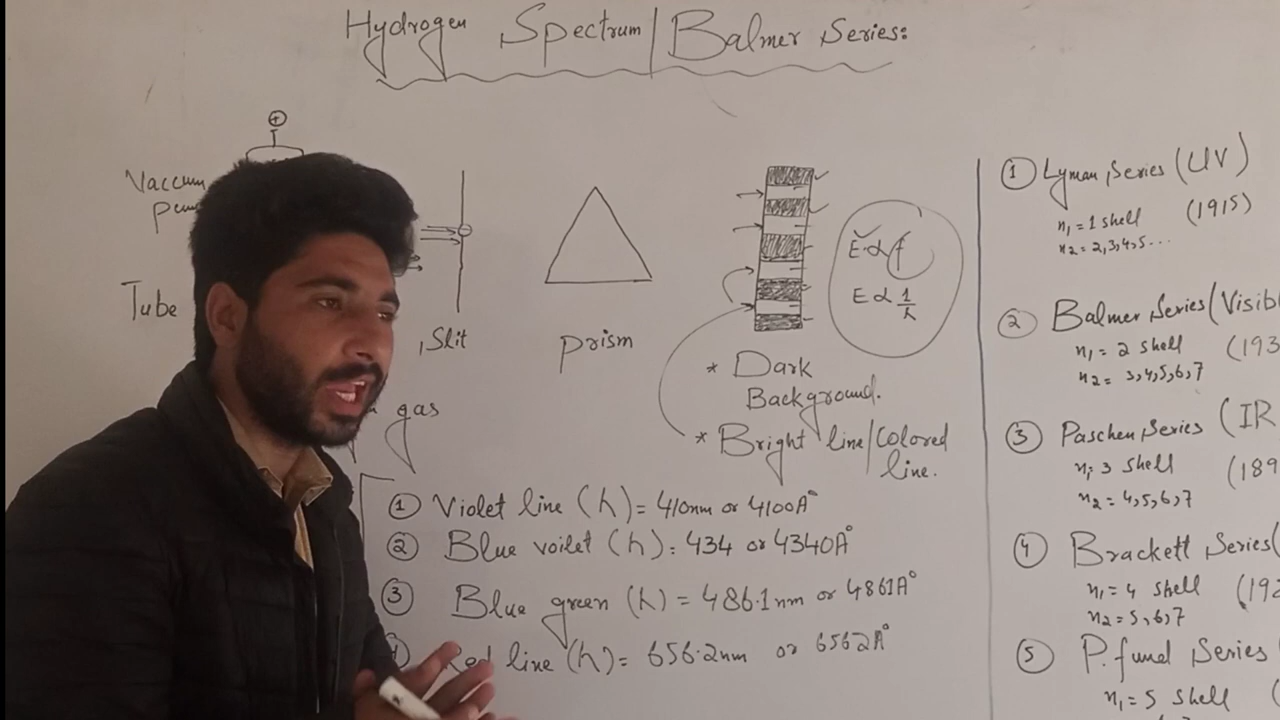 Hydrogen Spectrum/Balmer Series:
Vaccum
Tube
Slit
prism
E α f
E α 1/λ
* Dark
Background.
* Bright line/Colored
line.
gas
① Violet line (λ) = 410nm or 4100A°
② Blue voilet (λ): 434 or 4340A°
③ Blue green (λ) = 486.1nm or 4861A°
Red line (λ) = 656.2nm or 6562A°
① Lyman Series (UV)
n₁ = 1 shell (1915)
n₂ = 2,3,4,5...
② Balmer Series (Visib
n₁ = 2 shell (193
n₂ = 3,4,5,6,7
③ Paschen Series (IR
n₁: 3 shell (189
n₂ = 4,5,6,7
④ Brackett Series(
n₁ = 4 shell (192
n₂ = 5,6,7
⑤ P.fund Series
n₁ = 5 shell (